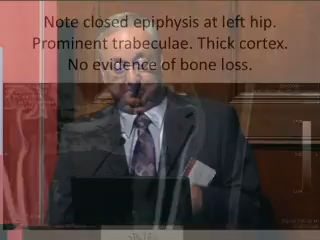 Note closed epiphysis at left hip.
Prominent trabeculae. Thick cortex.
No evidence of bone loss.